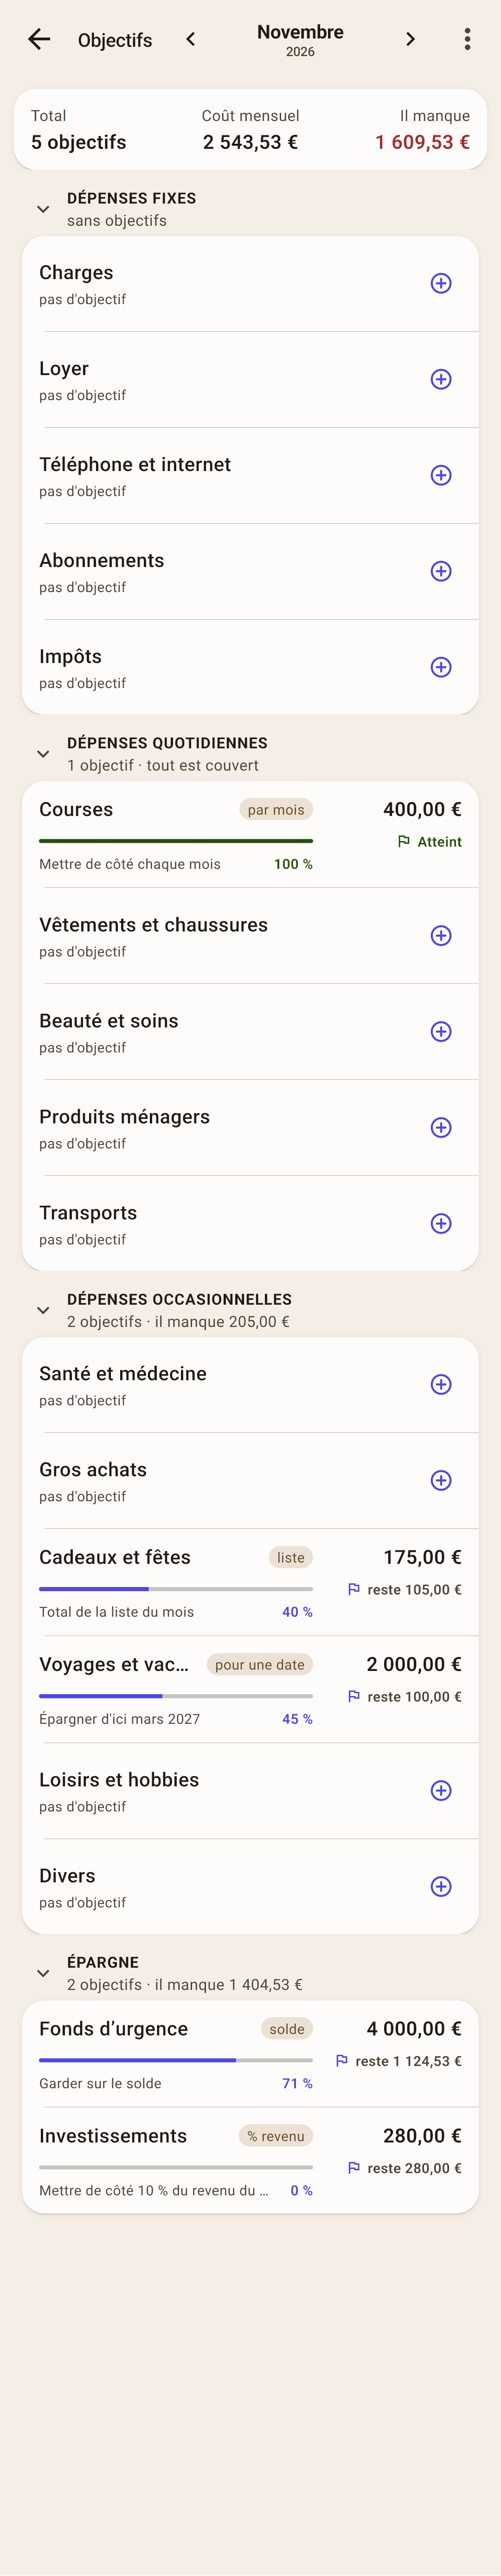 Objectifs
Novembre
2026
Total
5 objectifs
Coût mensuel
2 543,53 €
Il manque
1 609,53 €
DÉPENSES FIXES
sans objectifs
Charges
pas d'objectif
Loyer
pas d'objectif
Téléphone et internet
pas d'objectif
Abonnements
pas d'objectif
Impôts
pas d'objectif
DÉPENSES QUOTIDIENNES
1 objectif · tout est couvert
Courses
par mois
400,00 €
Atteint
Mettre de côté chaque mois
100 %
Vêtements et chaussures
pas d'objectif
Beauté et soins
pas d'objectif
Produits ménagers
pas d'objectif
Transports
pas d'objectif
DÉPENSES OCCASIONNELLES
2 objectifs · il manque 205,00 €
Santé et médecine
pas d'objectif
Gros achats
pas d'objectif
Cadeaux et fêtes
liste
175,00 €
reste 105,00 €
Total de la liste du mois
40 %
Voyages et vac...
pour une date
2 000,00 €
reste 100,00 €
Épargner d'ici mars 2027
45 %
Loisirs et hobbies
pas d'objectif
Divers
pas d'objectif
ÉPARGNE
2 objectifs · il manque 1 404,53 €
Fonds d’urgence
solde
4 000,00 €
reste 1 124,53 €
Garder sur le solde
71 %
Investissements
% revenu
280,00 €
reste 280,00 €
Mettre de côté 10 % du revenu du ...
0 %